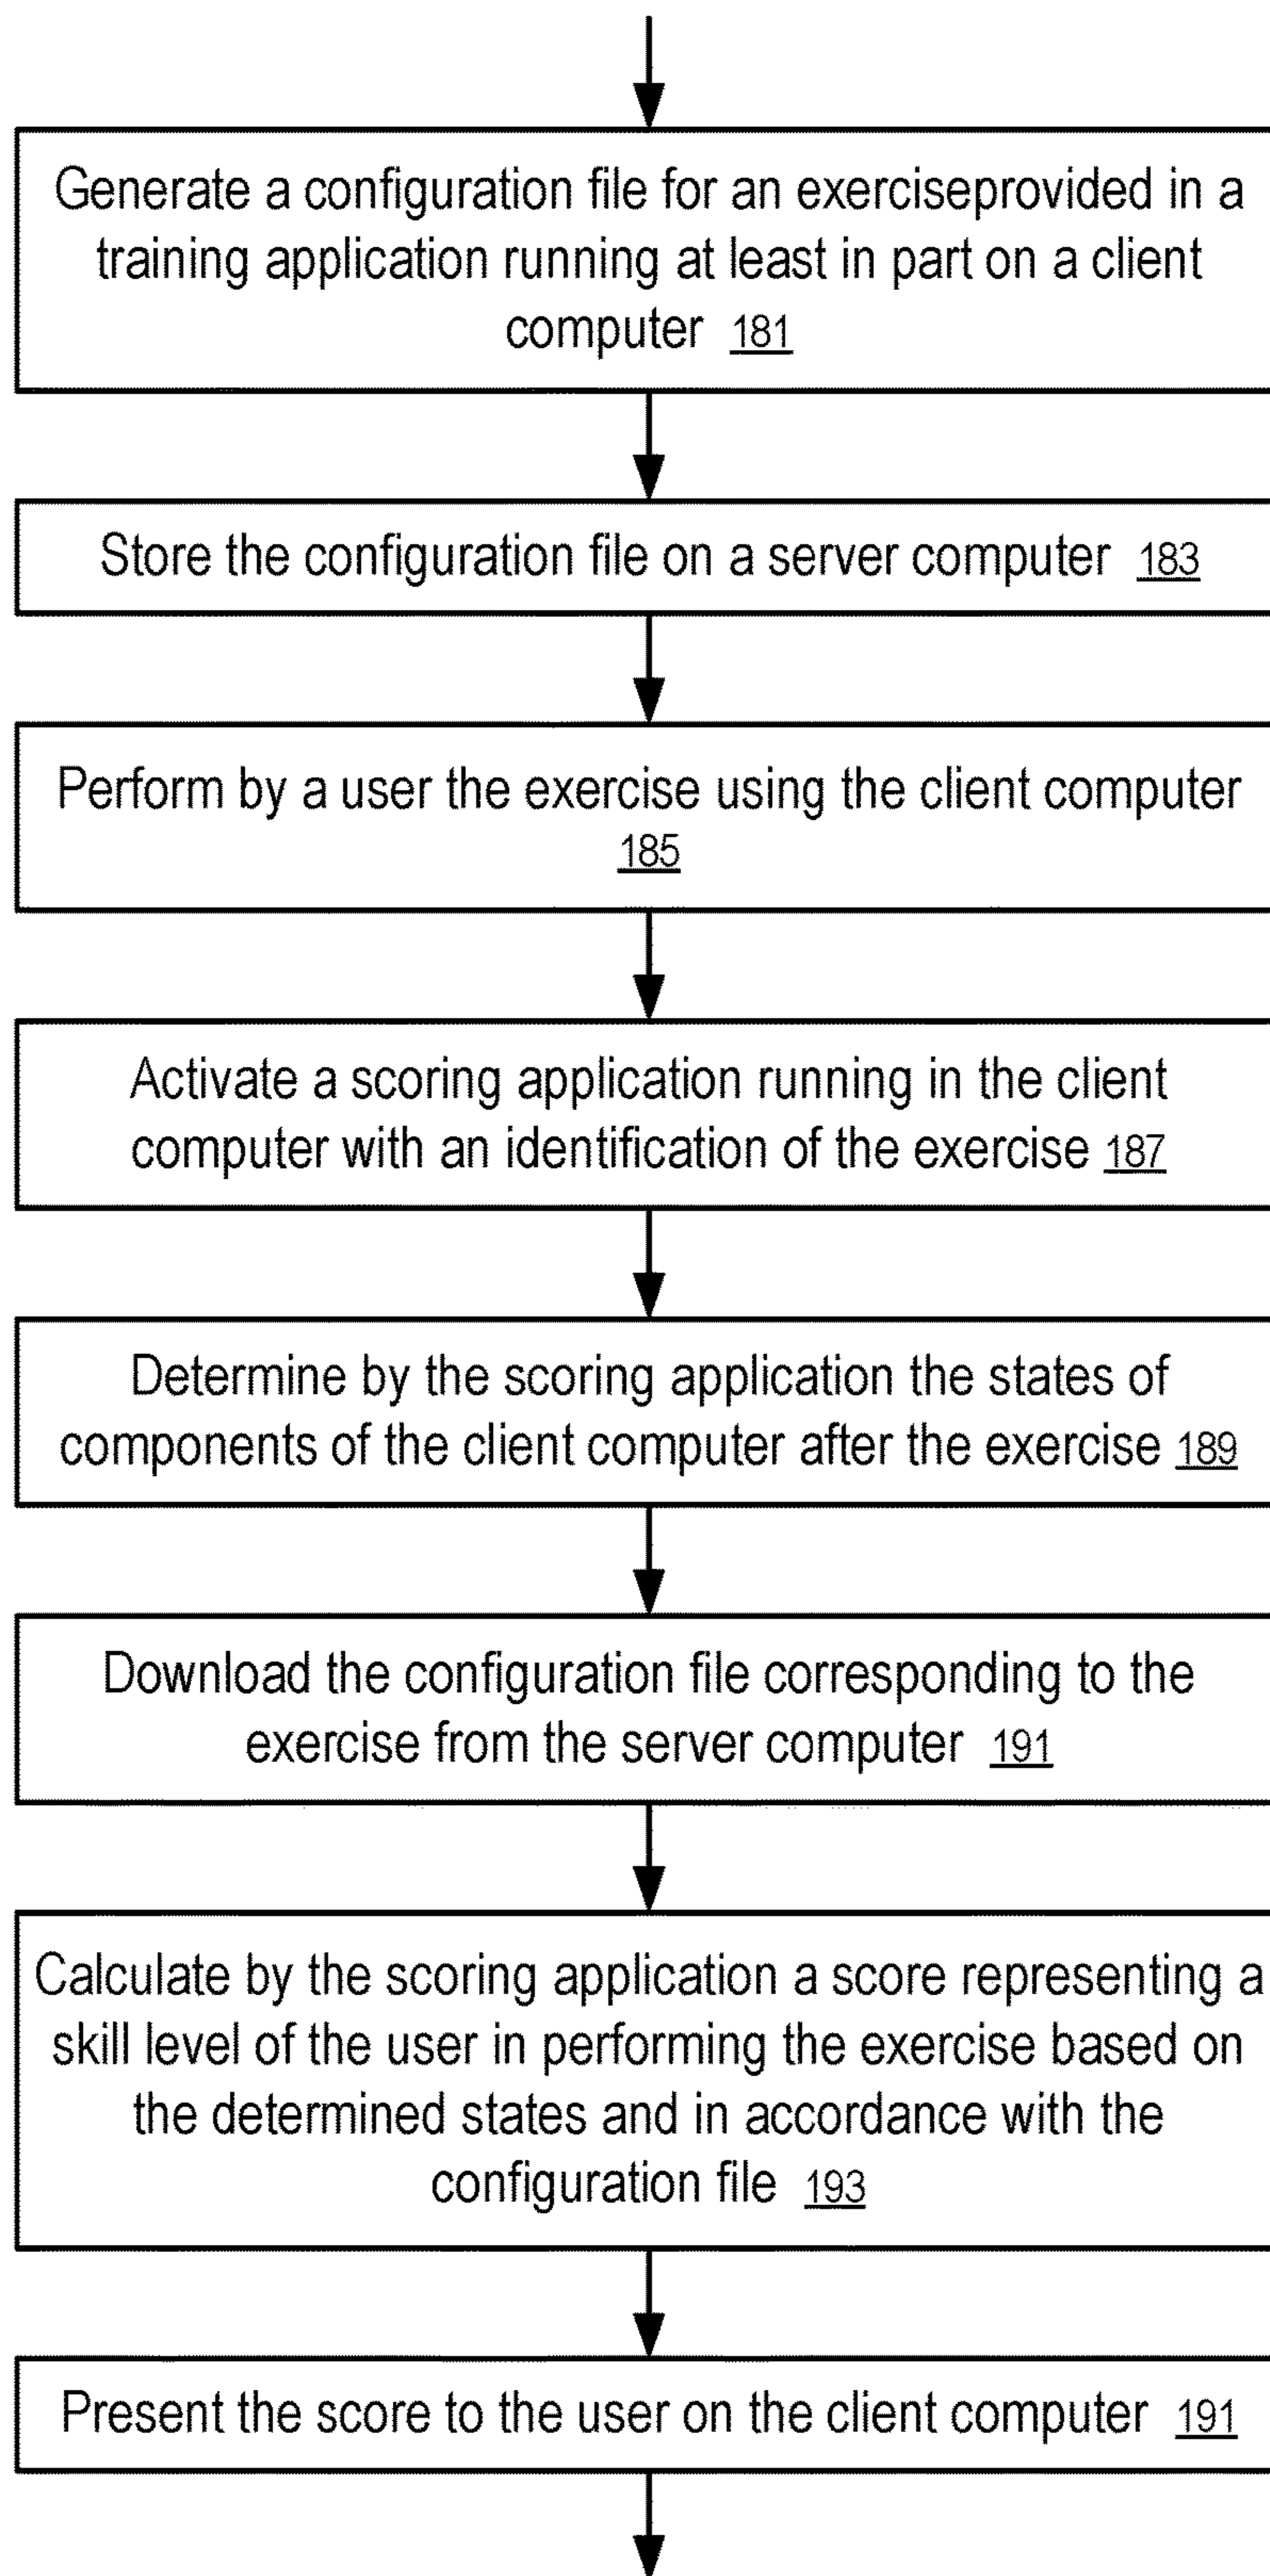 Generate a configuration file for an exerciseprovided in a
training application running at least in part on a client
computer 181
Store the configuration file on a server computer 183
Perform by a user the exercise using the client computer
185
Activate a scoring application running in the client
computer with an identification of the exercise 187
Determine by the scoring application the states of
components of the client computer after the exercise 189
Download the configuration file corresponding to the
exercise from the server computer 191
Calculate by the scoring application a score representing a
skill level of the user in performing the exercise based on
the determined states and in accordance with the
configuration file 193
Present the score to the user on the client computer 191